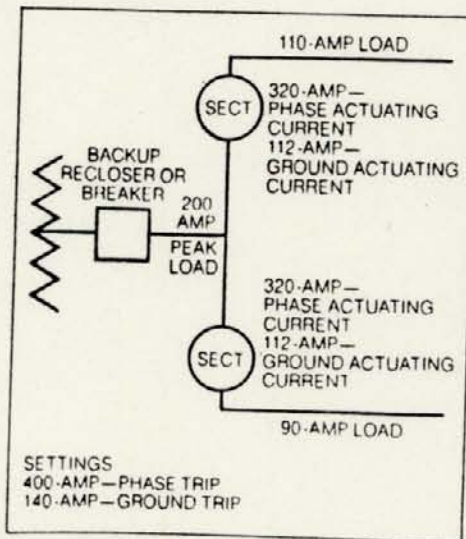 110-AMP LOAD
SECT
320-AMP—
PHASE ACTUATING
CURRENT
112-AMP—
GROUND ACTUATING
CURRENT
BACKUP
RECLOSER OR
BREAKER
200
AMP
PEAK
LOAD
320-AMP—
PHASE ACTUATING
CURRENT
112-AMP—
GROUND ACTUATING
CURRENT
SECT
90-AMP LOAD
SETTINGS
400-AMP—PHASE TRIP
140-AMP—GROUND TRIP